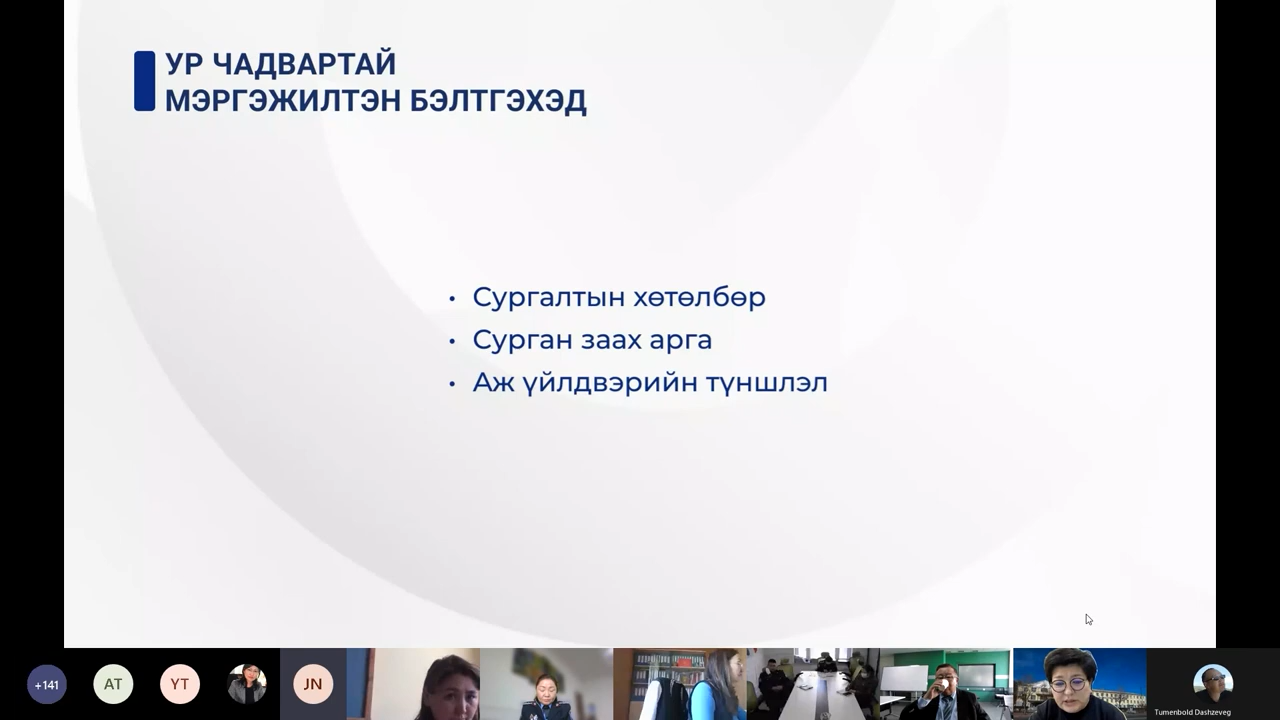 УР ЧАДВАРТАЙ
МЭРГЭЖИЛТЭН БЭЛТГЭХЭД
• Сургалтын хөтөлбөр
• Сурган заах арга
• Аж үйлдвэрийн түншлэл
+141
AT
YT
JN
Tumenbold Dashzeveg